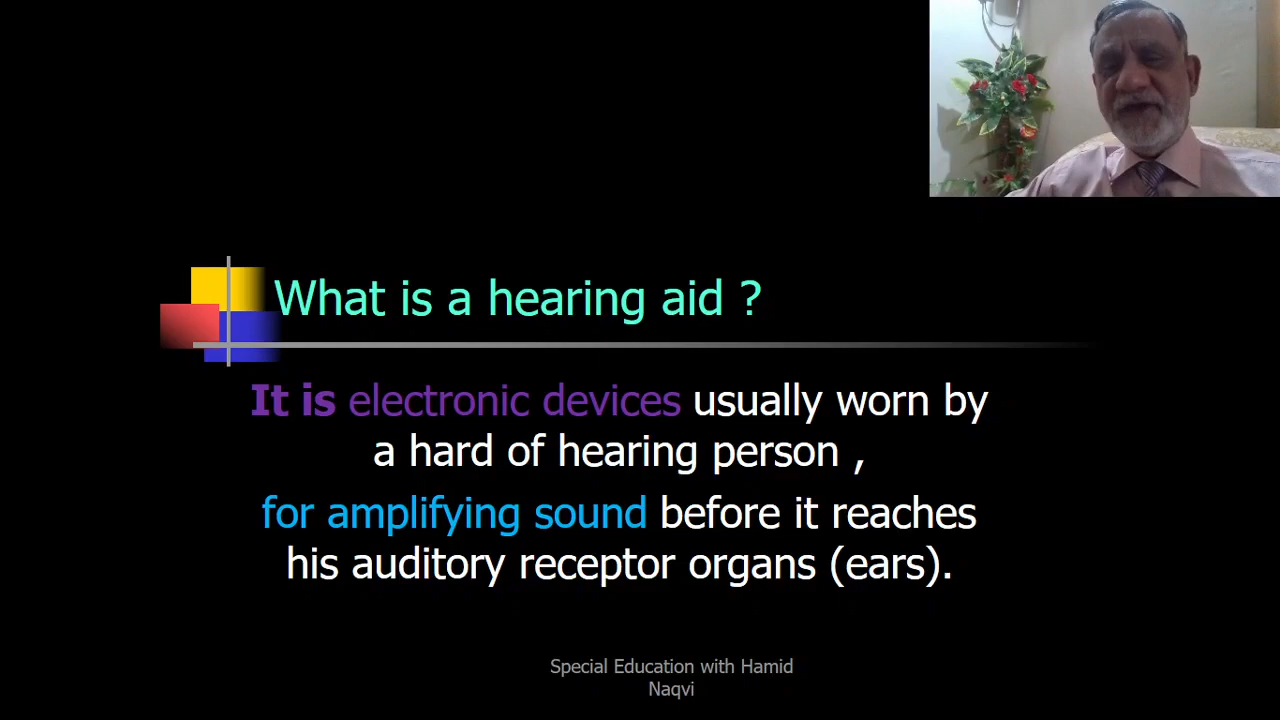 What is a hearing aid ?
It is electronic devices usually worn by
a hard of hearing person ,
for amplifying sound before it reaches
his auditory receptor organs (ears).
Special Education with Hamid
Naqvi